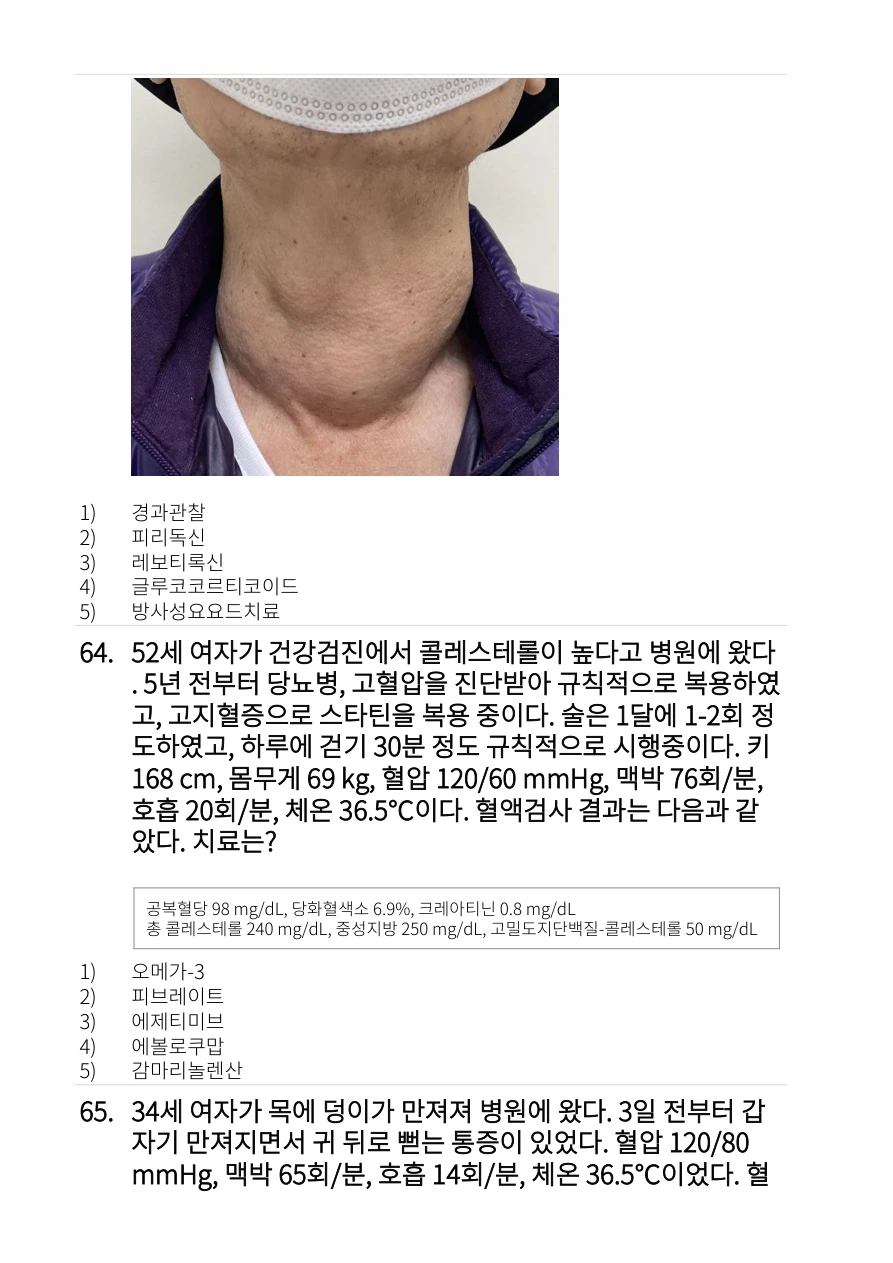 1) 경과관찰
2) 피리독신
3) 레보티록신
4) 글루코코르티코이드
5) 방사성요요드치료
64. 52세 여자가 건강검진에서 콜레스테롤이 높다고 병원에 왔다
. 5년 전부터 당뇨병, 고혈압을 진단받아 규칙적으로 복용하였
고, 고지혈증으로 스타틴을 복용 중이다. 술은 1달에 1-2회 정
도하였고, 하루에 걷기 30분 정도 규칙적으로 시행중이다. 키
168 cm, 몸무게 69 kg, 혈압 120/60 mmHg, 맥박 76회/분,
호흡 20회/분, 체온 36.5℃이다. 혈액검사 결과는 다음과 같
았다. 치료는?
공복혈당 98 mg/dL, 당화혈색소 6.9%, 크레아티닌 0.8 mg/dL
총 콜레스테롤 240 mg/dL, 중성지방 250 mg/dL, 고밀도지단백질-콜레스테롤 50 mg/dL
1) 오메가-3
2) 피브레이트
3) 에제티미브
4) 에볼로쿠맙
5) 감마리놀렌산
65. 34세 여자가 목에 덩이가 만져져 병원에 왔다. 3일 전부터 갑
자기 만져지면서 귀 뒤로 뻗는 통증이 있었다. 혈압 120/80
mmHg, 맥박 65회/분, 호흡 14회/분, 체온 36.5℃이었다. 혈